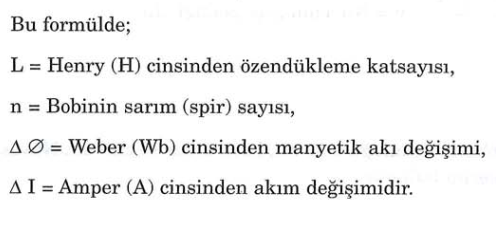 Bu formülde;
L = Henry (H) cinsinden özendükleme katsayısı,
n = Bobinin sarım (spir) sayısı,
Δ Ø = Weber (Wb) cinsinden manyetik akı değişimi,
Δ I = Amper (A) cinsinden akım değişimidir.